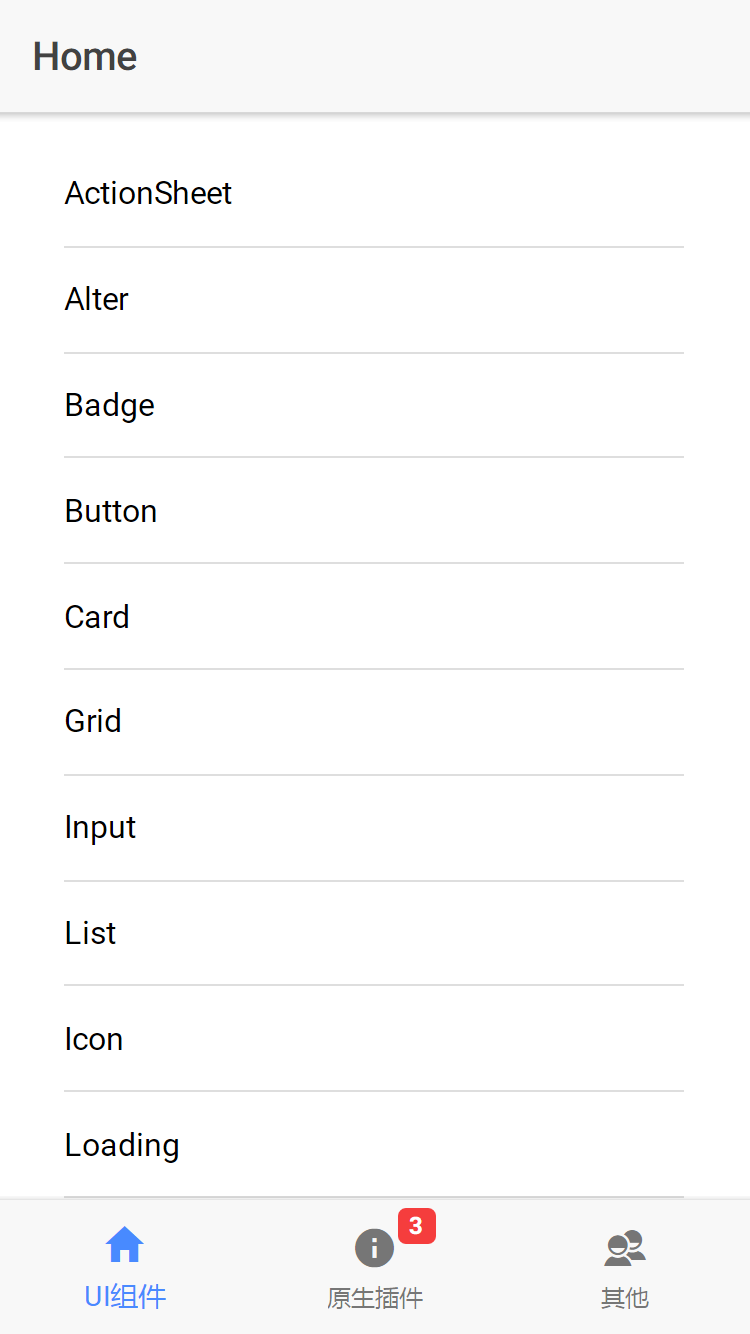 Home
ActionSheet
Alter
Badge
Button
Card
Grid
Input
List
Icon
Loading
3
UI组件
原生插件
其他